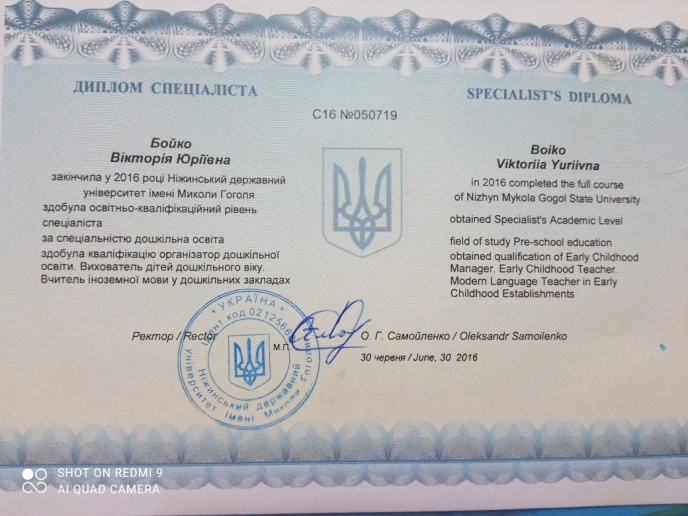 ДИПЛОМ СПЕЦІАЛІСТА
С16 №050719
Бойко
Вікторія Юріївна
закінчила у 2016 році Ніжинський державний
університет імені Миколи Гоголя
здобула освітньо-кваліфікаційний рівень
спеціаліста
за спеціальністю дошкільна освіта
здобула кваліфікацію організатор дошкільної
освіти. Вихователь дітей дошкільного віку.
Вчитель іноземної мови у дошкільних закладах
SPECIALIST'S DIPLOMA
Boiko
Viktoriia Yuriivna
in 2016 completed the full course
of Nizhyn Mykola Gogol State University
obtained Specialist's Academic Level
field of study Pre-school education
obtained qualification of Early Childhood
Manager. Early Childhood Teacher.
Modern Language Teacher in Early
Childhood Establishments
Ректор / Rector
М.П.
О. Г. Самойленко / Oleksandr Samoilenko
30 червня / June, 30 2016
* УКРАЇНА *
Ідент. код 0212566
Ніжинський державний
університет імені Миколи Гоголя
SHOT ON REDMI 9
AI QUAD CAMERA